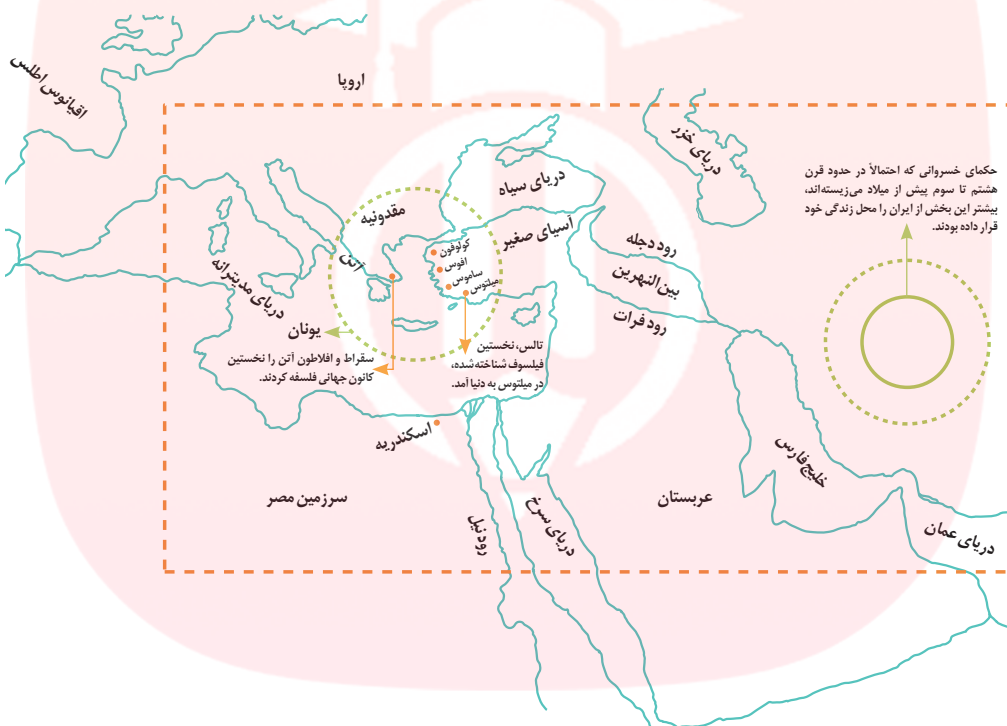 اروپا
اقیانوس اطلس
دریای خزر
حکمای خسروانی که احتمالاً در حدود قرن
هشتم تا سوم پیش از میلاد می‌زیسته‌اند،
بیشتر این بخش از ایران را محل زندگی خود
قرار داده بودند.
دریای سیاه
مقدونیه
آسیای صغیر
کولوفون
افوس
ساموس
میلتوس
آتن
رود دجله
بین‌النهرین
رود فرات
دریای مدیترانه
یونان
سقراط و افلاطون آتن را نخستین
کانون جهانی فلسفه کردند.
تالس، نخستین
فیلسوف شناخته‌شده،
در میلتوس به دنیا آمد.
اسکندریه
خلیج فارس
سرزمین مصر
عربستان
رود نیل
دریای سرخ
دریای عمان